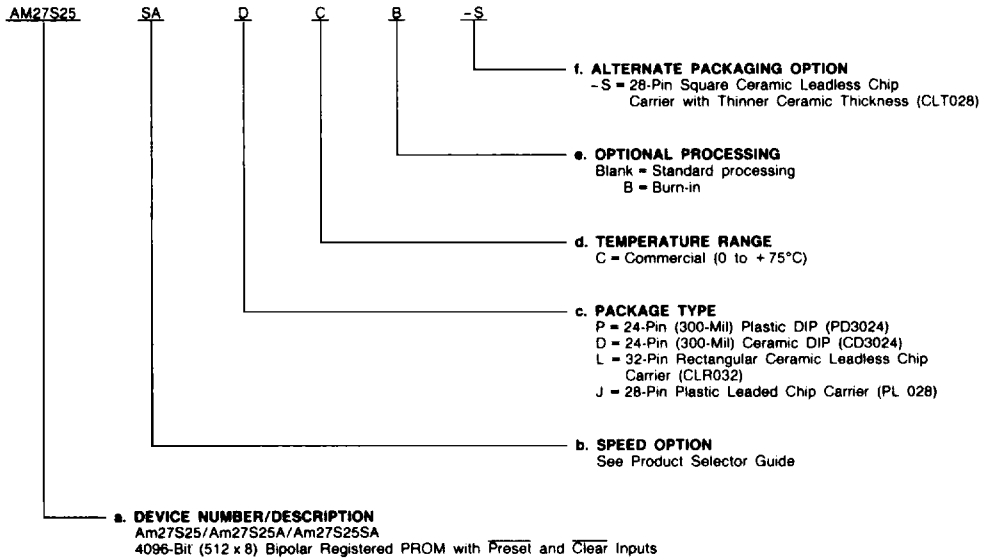 AM27S25 SA D C B -S
f. ALTERNATE PACKAGING OPTION
-S = 28-Pin Square Ceramic Leadless Chip
Carrier with Thinner Ceramic Thickness (CLT028)
e. OPTIONAL PROCESSING
Blank = Standard processing
B = Burn-in
d. TEMPERATURE RANGE
C = Commercial (0 to +75°C)
c. PACKAGE TYPE
P = 24-Pin (300-Mil) Plastic DIP (PD3024)
D = 24-Pin (300-Mil) Ceramic DIP (CD3024)
L = 32-Pin Rectangular Ceramic Leadless Chip
Carrier (CLR032)
J = 28-Pin Plastic Leaded Chip Carrier (PL 028)
b. SPEED OPTION
See Product Selector Guide
a. DEVICE NUMBER/DESCRIPTION
Am27S25/Am27S25A/Am27S25SA
4096-Bit (512 x 8) Bipolar Registered PROM with Preset and Clear Inputs